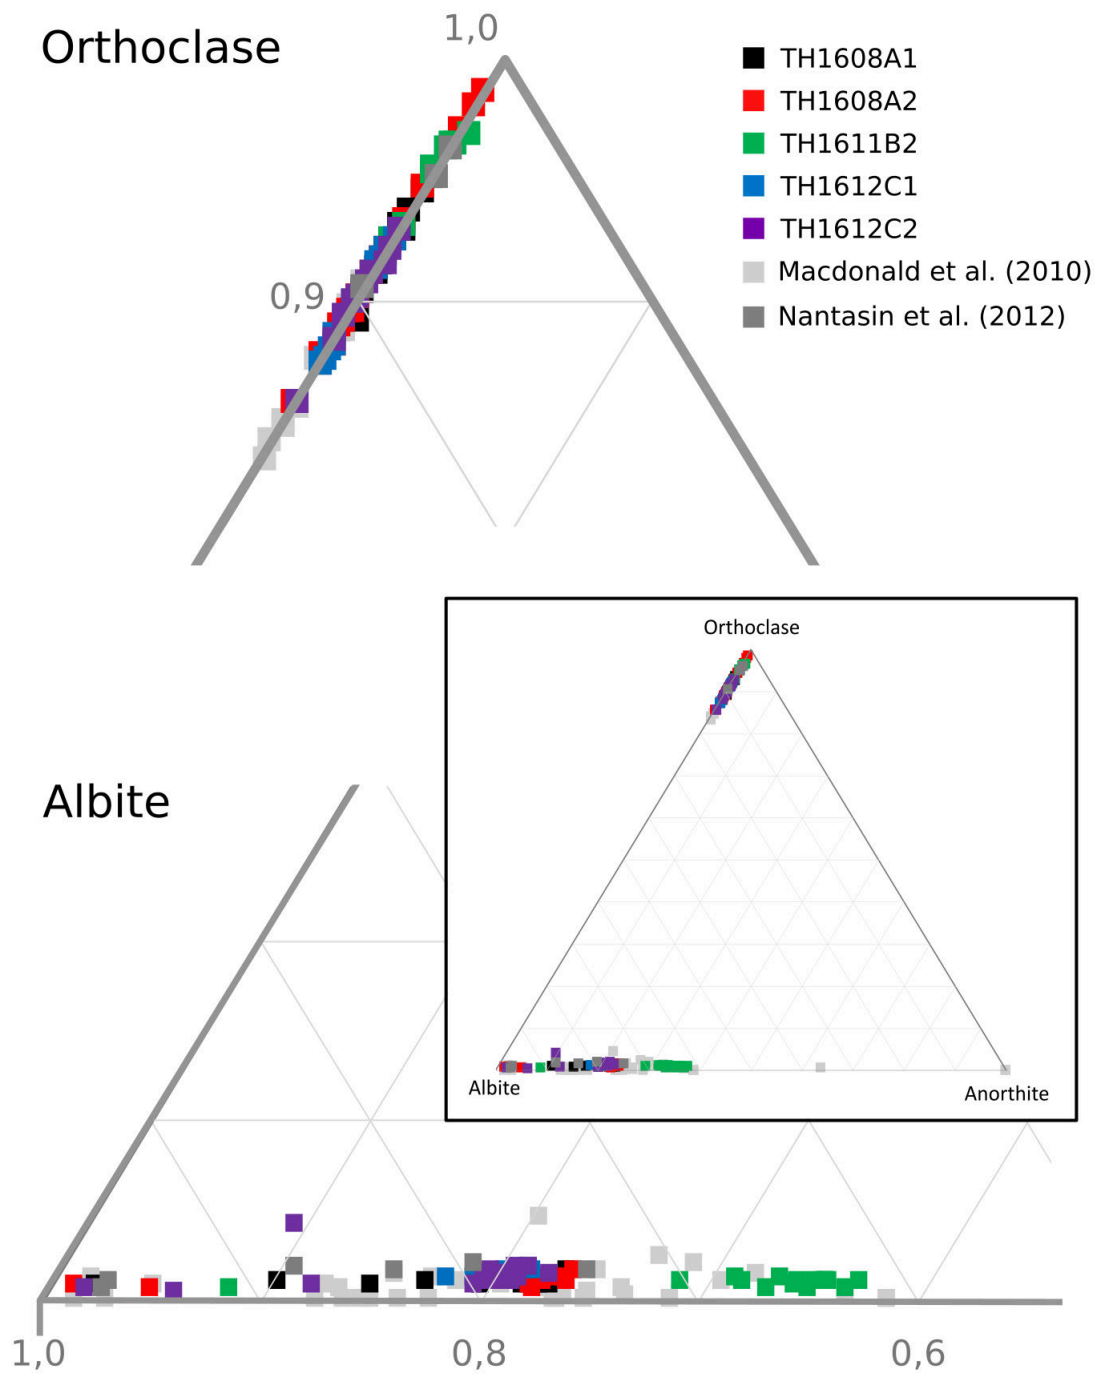 Orthoclase
1,0
TH1608A1
TH1608A2
TH1611B2
TH1612C1
TH1612C2
Macdonald et al. (2010)
Nantasin et al. (2012)
0,9
Orthoclase
Albite
Albite
Anorthite
1,0
0,8
0,6